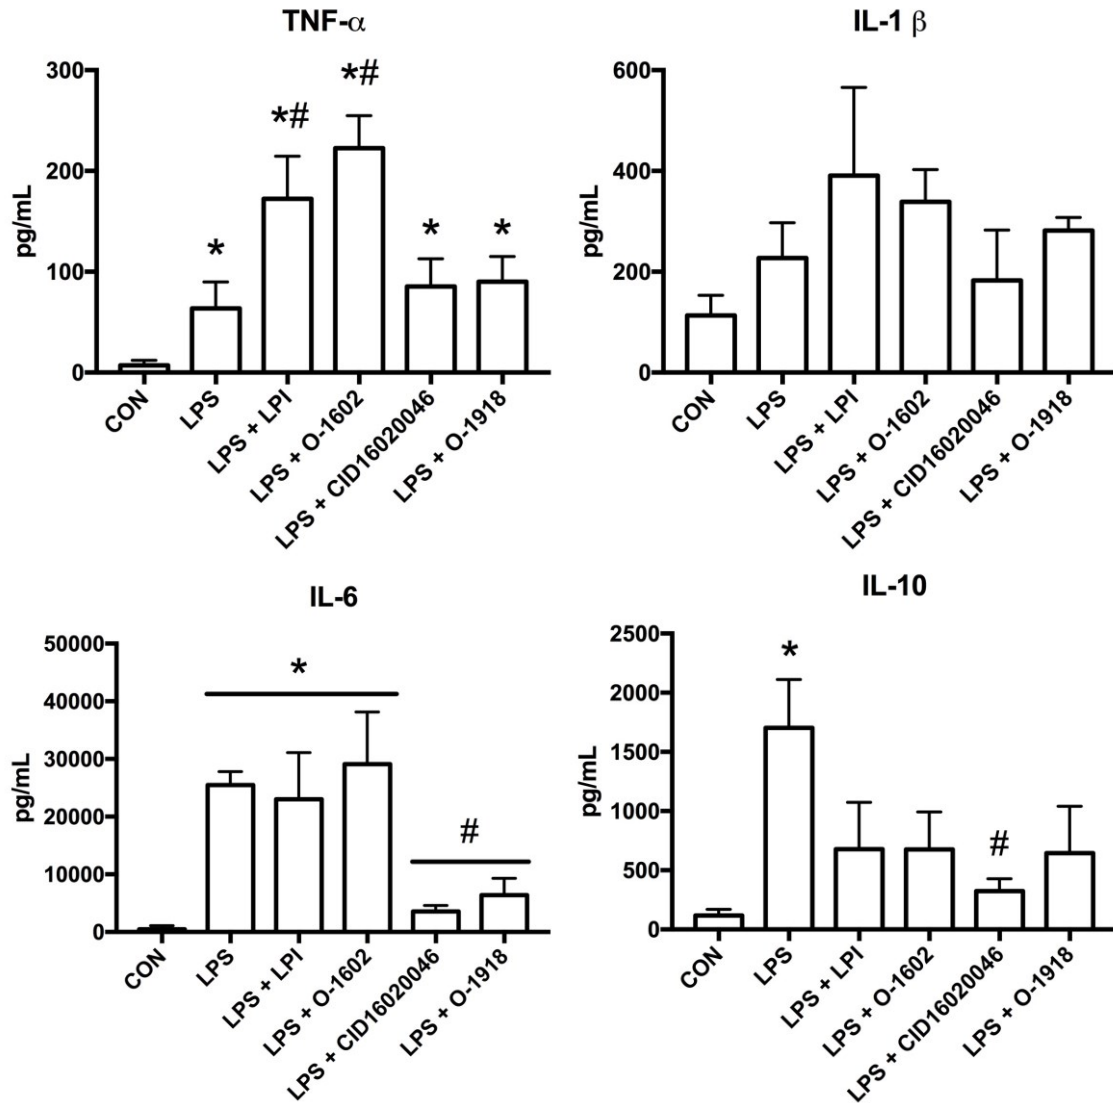 TNF-α
pg/mL
300
200
100
0
*
*#
*#
*
*
CON
LPS
LPS + LPI
LPS + O-1602
LPS + CID16020046
LPS + O-1918
IL-1 β
pg/mL
600
400
200
0
CON
LPS
LPS + LPI
LPS + O-1602
LPS + CID16020046
LPS + O-1918
IL-6
pg/mL
50000
40000
30000
20000
10000
0
*
#
CON
LPS
LPS + LPI
LPS + O-1602
LPS + CID16020046
LPS + O-1918
IL-10
pg/mL
2500
2000
1500
1000
500
0
*
#
CON
LPS
LPS + LPI
LPS + O-1602
LPS + CID16020046
LPS + O-1918